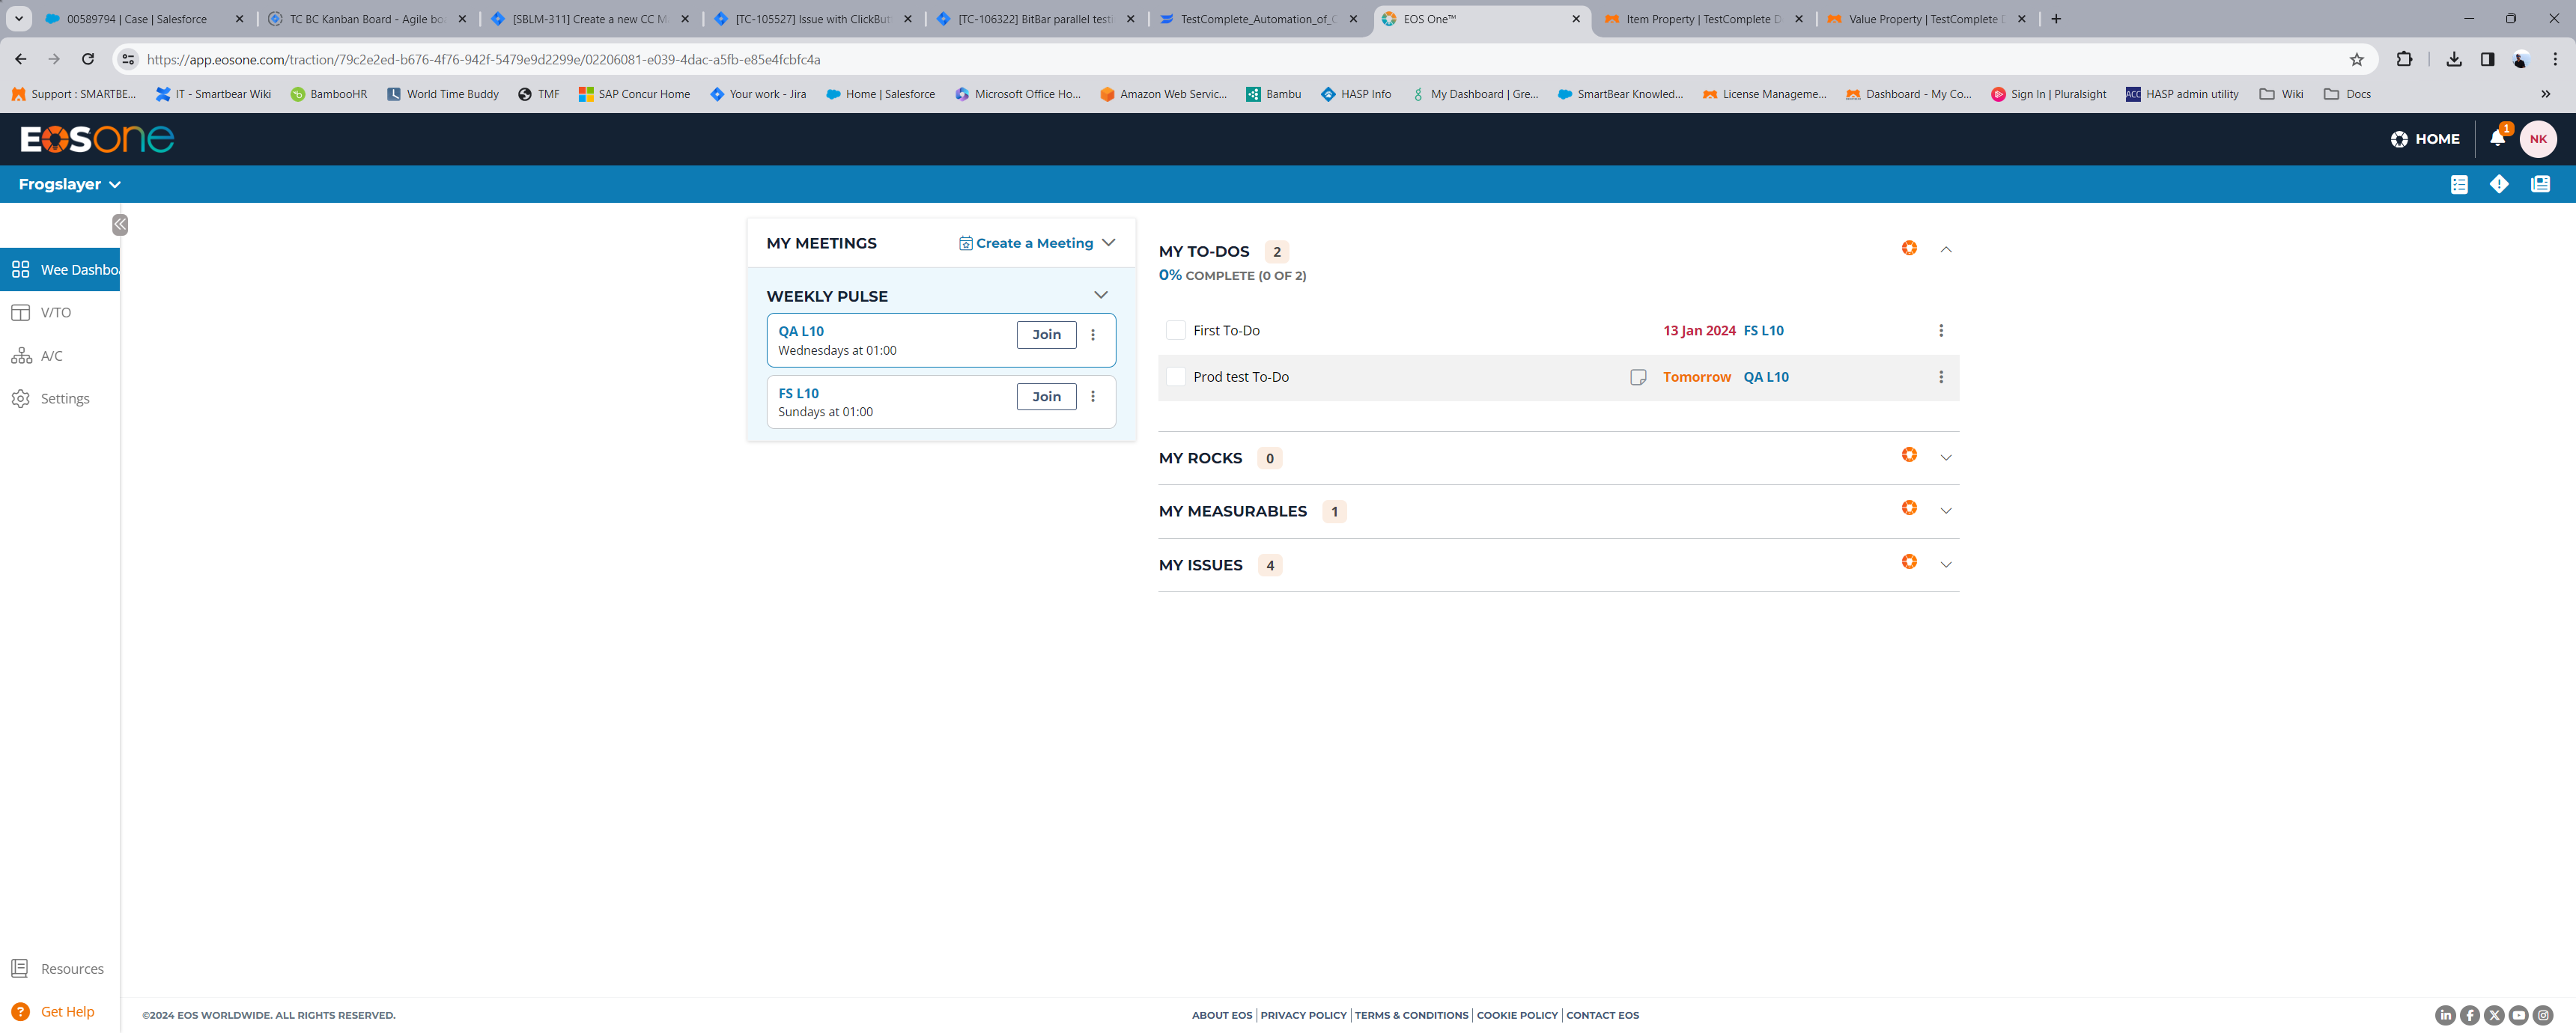 00589794 | Case | Salesforce
TC BC Kanban Board - Agile bo
[SBLM-311] Create a new CC M
[TC-105527] Issue with ClickBut
[TC-106322] BitBar parallel testi
TestComplete_Automation_of_C
EOS One™
Item Property | TestComplete D
Value Property | TestComplete D
https://app.eosone.com/traction/79c2e2ed-b676-4f76-942f-5479e9d2299e/02206081-e039-4dac-a5fb-e85e4fcbfc4a
Support : SMARTBE...
IT - Smartbear Wiki
BambooHR
World Time Buddy
TMF
SAP Concur Home
Your work - Jira
Home | Salesforce
Microsoft Office Ho...
Amazon Web Servic...
Bambu
HASP Info
My Dashboard | Gre...
SmartBear Knowled...
License Manageme...
Dashboard - My Co...
Sign In | Pluralsight
ACC HASP admin utility
Wiki
Docs
EOSone
HOME
1
NK
Frogslayer
Wee Dashbo
V/TO
A/C
Settings
Resources
Get Help
MY MEETINGS
Create a Meeting
WEEKLY PULSE
QA L10
Wednesdays at 01:00
Join
FS L10
Sundays at 01:00
Join
MY TO-DOS 2
0% COMPLETE (0 OF 2)
First To-Do 13 Jan 2024 FS L10
Prod test To-Do Tomorrow QA L10
MY ROCKS 0
MY MEASURABLES 1
MY ISSUES 4
©2024 EOS WORLDWIDE. ALL RIGHTS RESERVED.
ABOUT EOS | PRIVACY POLICY | TERMS & CONDITIONS | COOKIE POLICY | CONTACT EOS